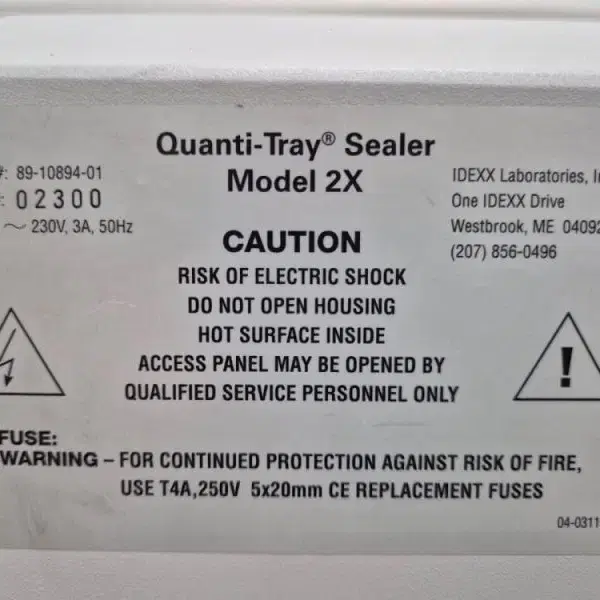 Quanti-Tray® Sealer
Model 2X
#: 89-10894-01
: 02300
~ 230V, 3A, 50Hz
IDEXX Laboratories,
One IDEXX Drive
Westbrook, ME 04092
(207) 856-0496
CAUTION
RISK OF ELECTRIC SHOCK
DO NOT OPEN HOUSING
HOT SURFACE INSIDE
ACCESS PANEL MAY BE OPENED BY
QUALIFIED SERVICE PERSONNEL ONLY
!
FUSE:
WARNING – FOR CONTINUED PROTECTION AGAINST RISK OF FIRE,
USE T4A,250V 5x20mm CE REPLACEMENT FUSES
04-0311